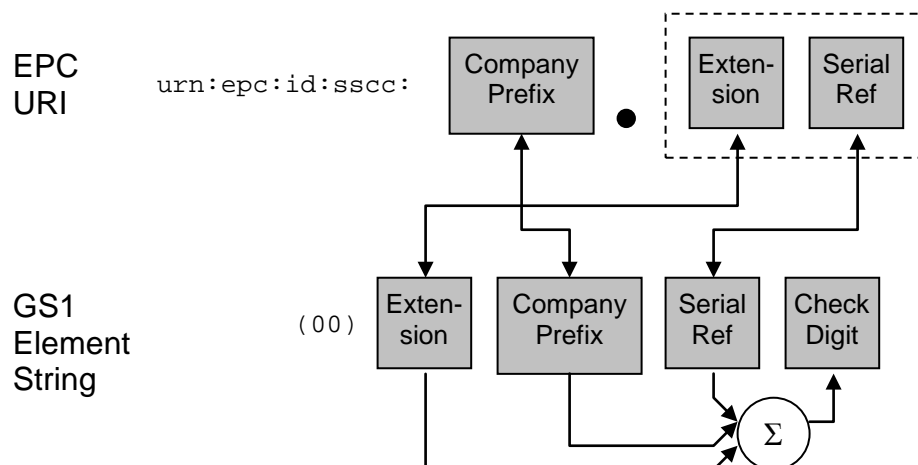 EPC
URI
urn:epc:id:sscc:
Company
Prefix
Exten-
sion
Serial
Ref
GS1
Element
String
(00)
Exten-
sion
Company
Prefix
Serial
Ref
Check
Digit
Σ